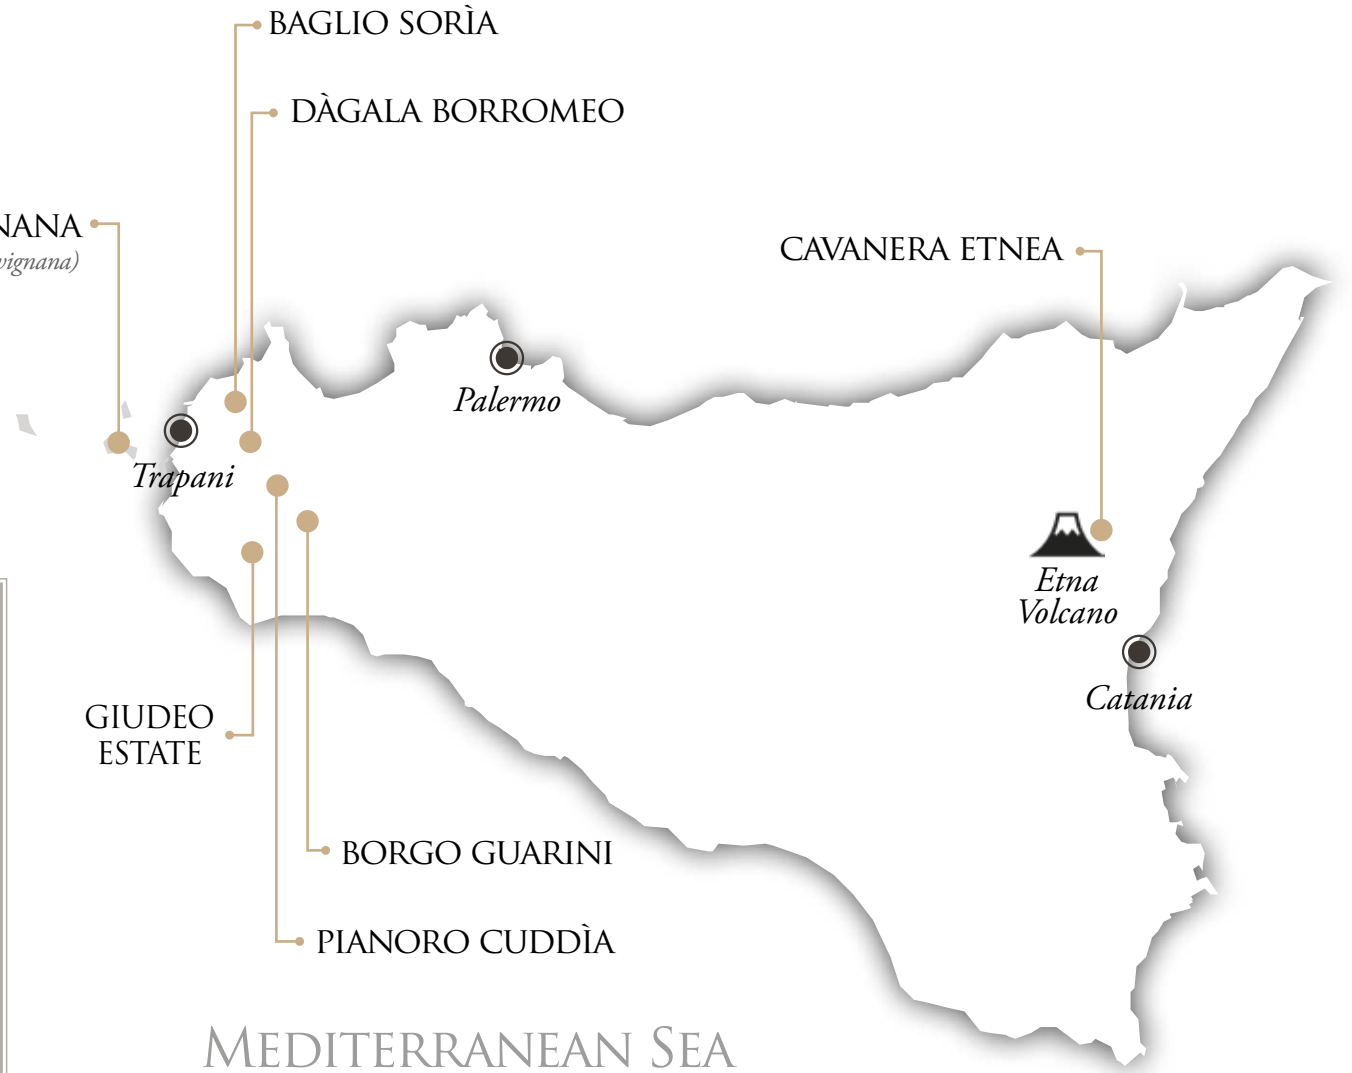 BAGLIO SORÌA
DÀGALA BORROMEO
NANA
vignana)
CAVANERA ETNEA
Palermo
Trapani
Etna
Volcano
Catania
GIUDEO
ESTATE
BORGO GUARINI
PIANORO CUDDÌA
MEDITERRANEAN SEA